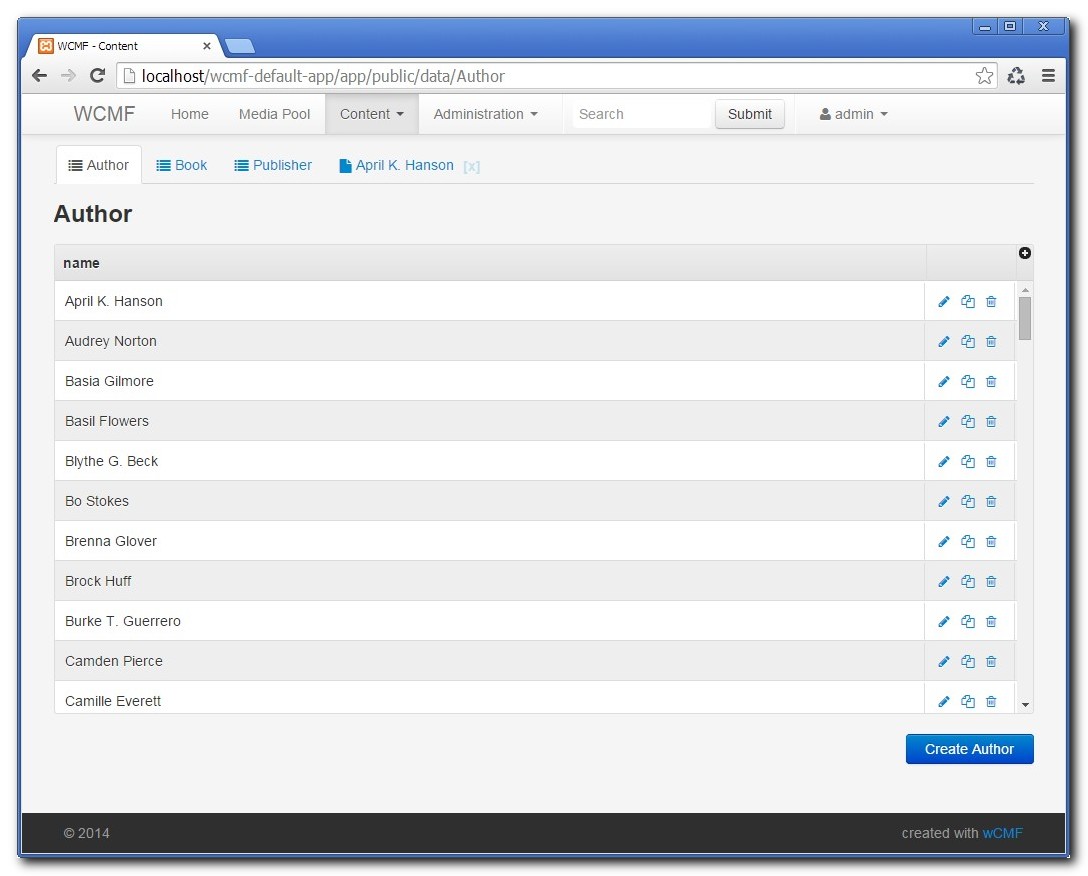 WCMF - Content
localhost/wcmf-default-app/app/public/data/Author
WCMF Home Media Pool Content Administration Search Submit admin
Author Book Publisher April K. Hanson [x]
Author
name
April K. Hanson
Audrey Norton
Basia Gilmore
Basil Flowers
Blythe G. Beck
Bo Stokes
Brenna Glover
Brock Huff
Burke T. Guerrero
Camden Pierce
Camille Everett
Create Author
© 2014 created with wCMF